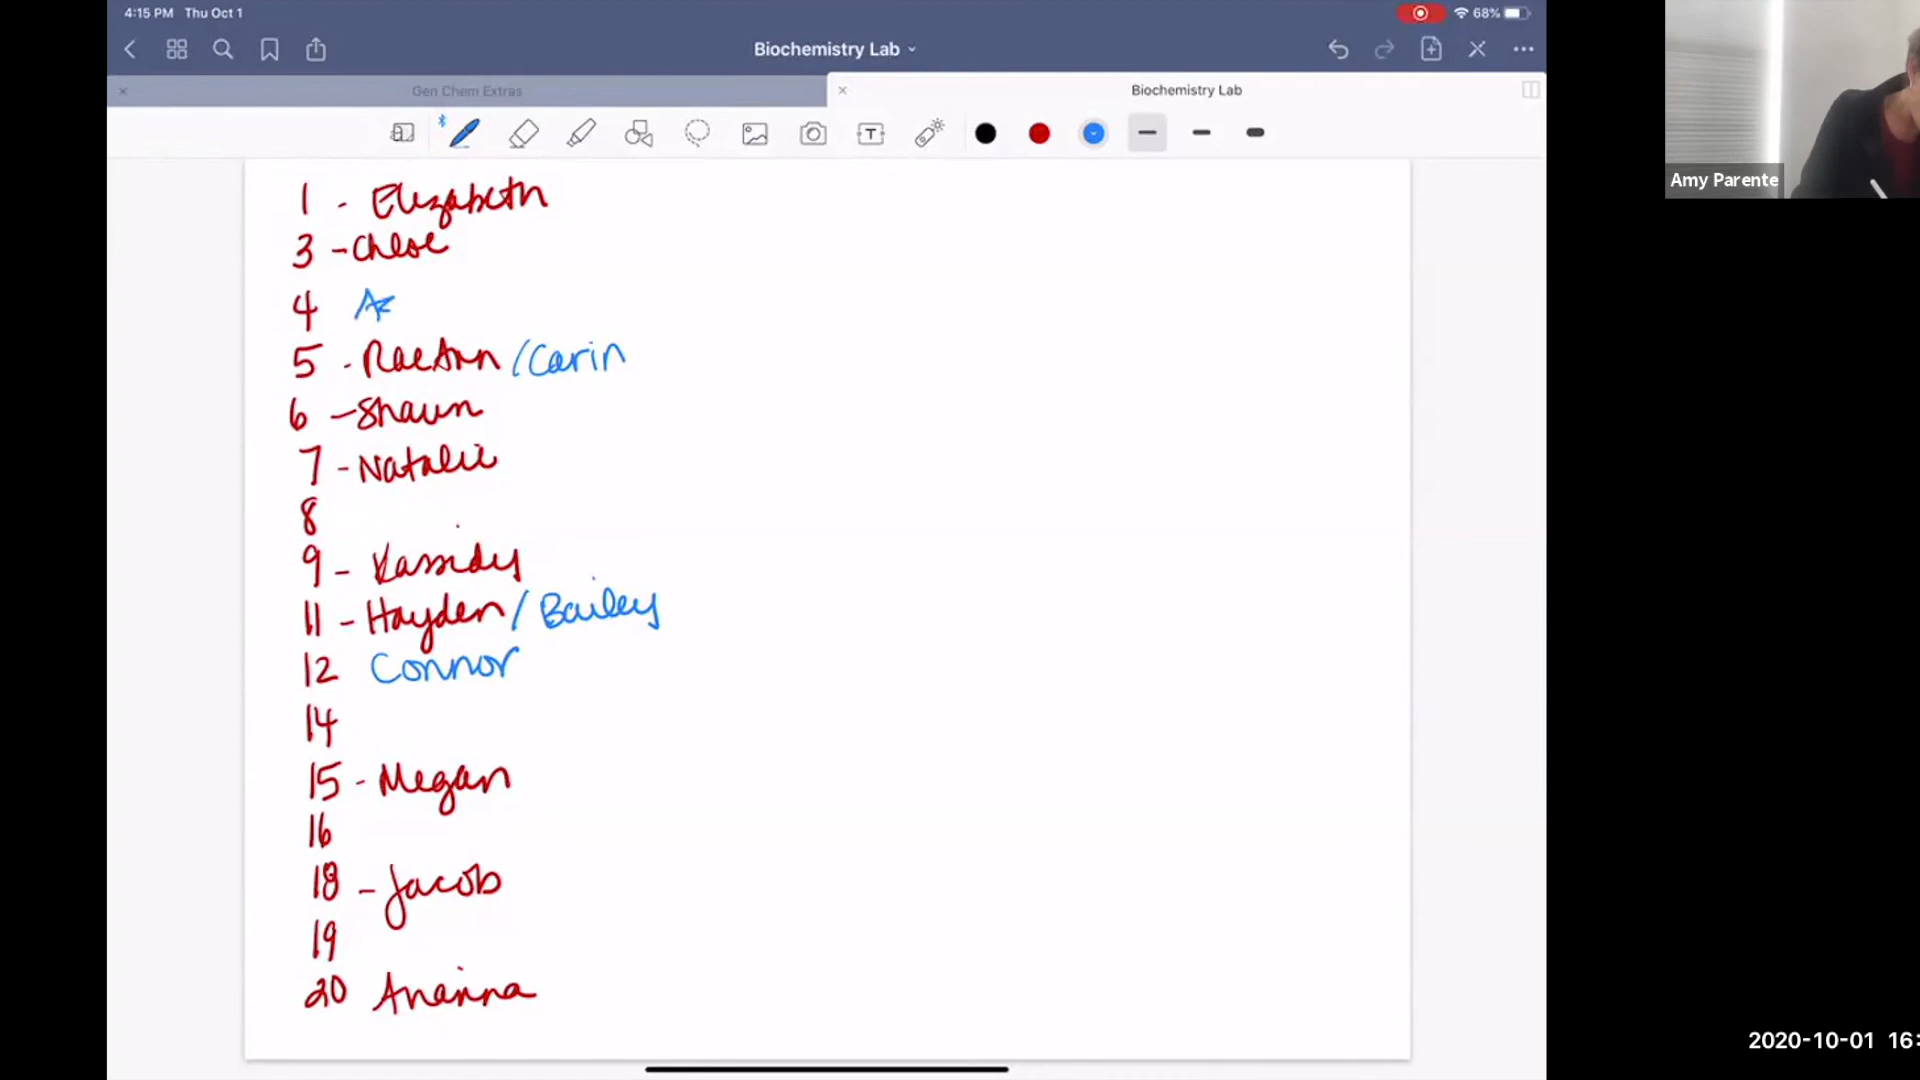 4:15 PM Thu Oct 1
68%
Biochemistry Lab
Gen Chem Extras
Biochemistry Lab
Amy Parente
1 - Elizabeth
3 - Chloe
4
5 - RaeAnn / Carin
6 - Shaun
7 - Natalie
8
9 - Kassidy
11 - Hayden / Bailey
12 Connor
14
15 - Megan
16
18 - Jacob
19
20
2020-10-01 16: